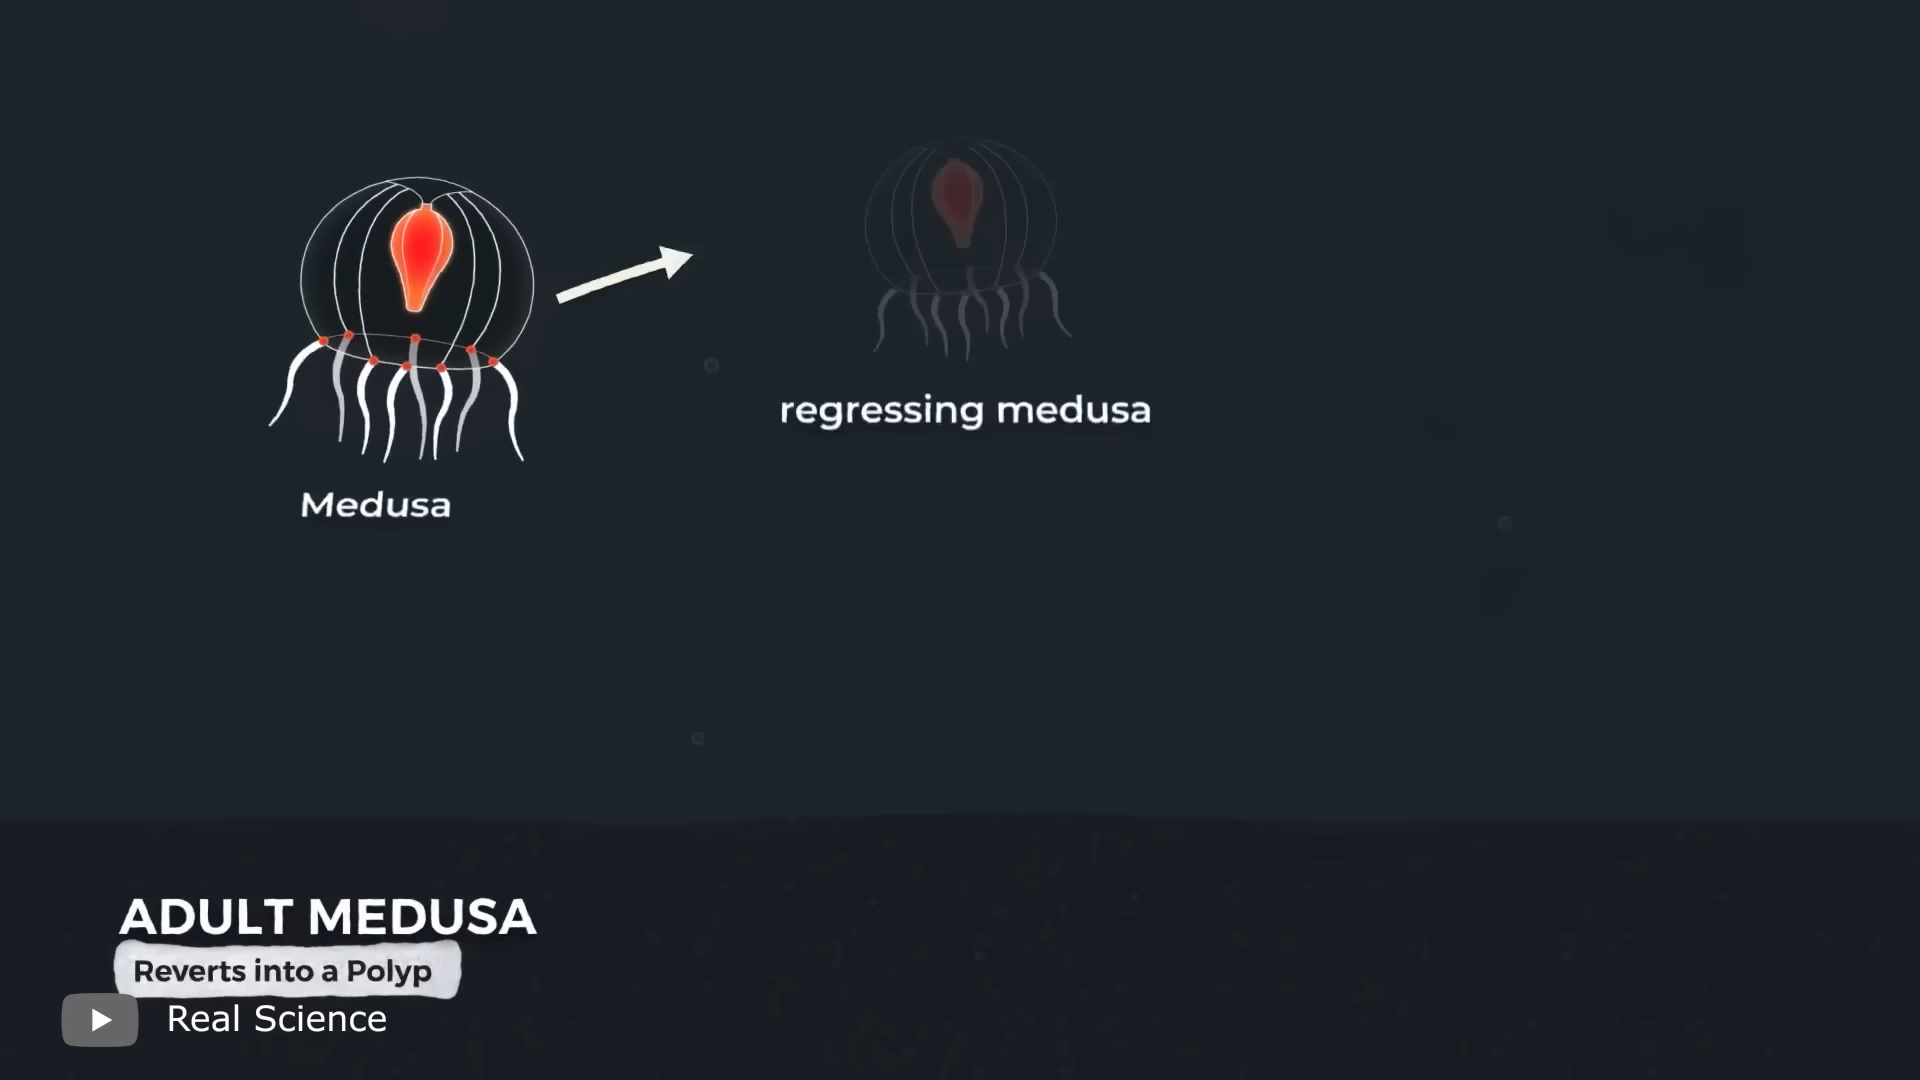 regressing medusa
Medusa
ADULT MEDUSA
Reverts into a Polyp
Real Science